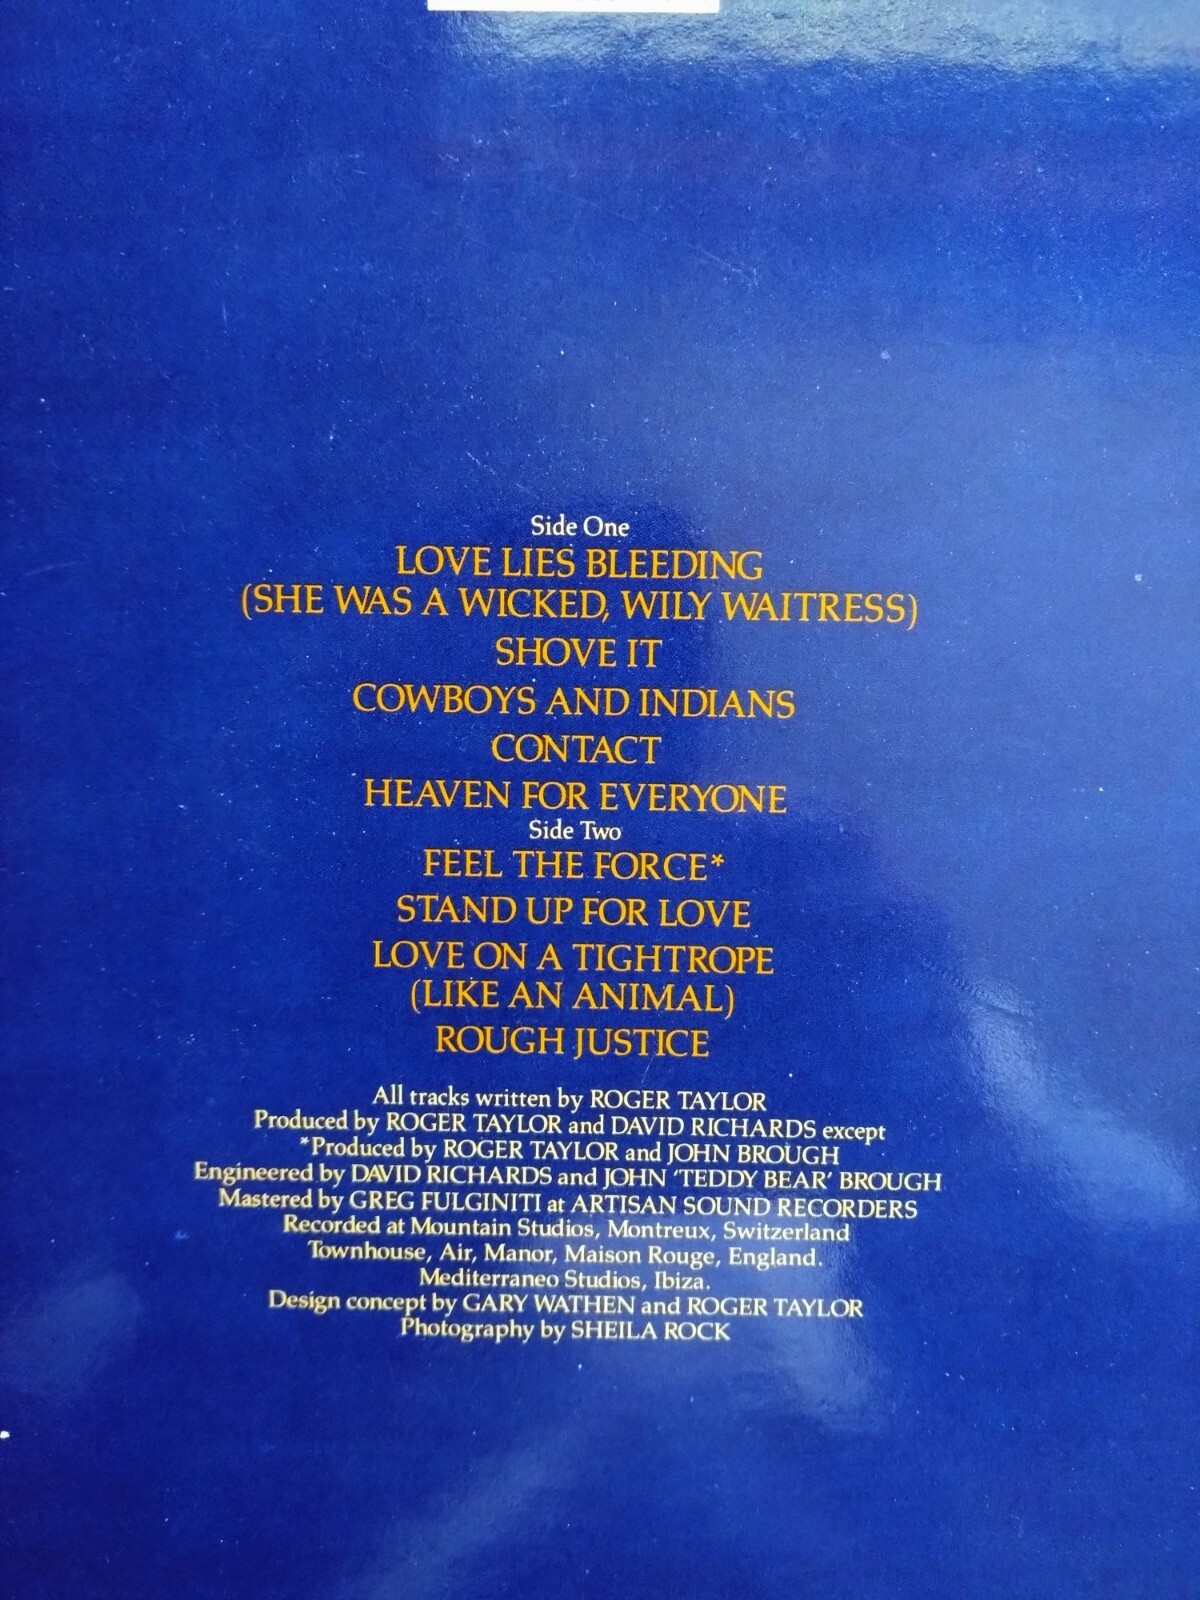 Side One
LOVE LIES BLEEDING
(SHE WAS A WICKED, WILY WAITRESS)
SHOVE IT
COWBOYS AND INDIANS
CONTACT
HEAVEN FOR EVERYONE
Side Two
FEEL THE FORCE*
STAND UP FOR LOVE
LOVE ON A TIGHTROPE
(LIKE AN ANIMAL)
ROUGH JUSTICE
All tracks written by ROGER TAYLOR
Produced by ROGER TAYLOR and DAVID RICHARDS except
*Produced by ROGER TAYLOR and JOHN BROUGH
Engineered by DAVID RICHARDS and JOHN ‘TEDDY BEAR’ BROUGH
Mastered by GREG FULGINITI at ARTISAN SOUND RECORDERS
Recorded at Mountain Studios, Montreux, Switzerland
Townhouse, Air, Manor, Maison Rouge, England.
Mediterraneo Studios, Ibiza.
Design concept by GARY WATHEN and ROGER TAYLOR
Photography by SHEILA ROCK